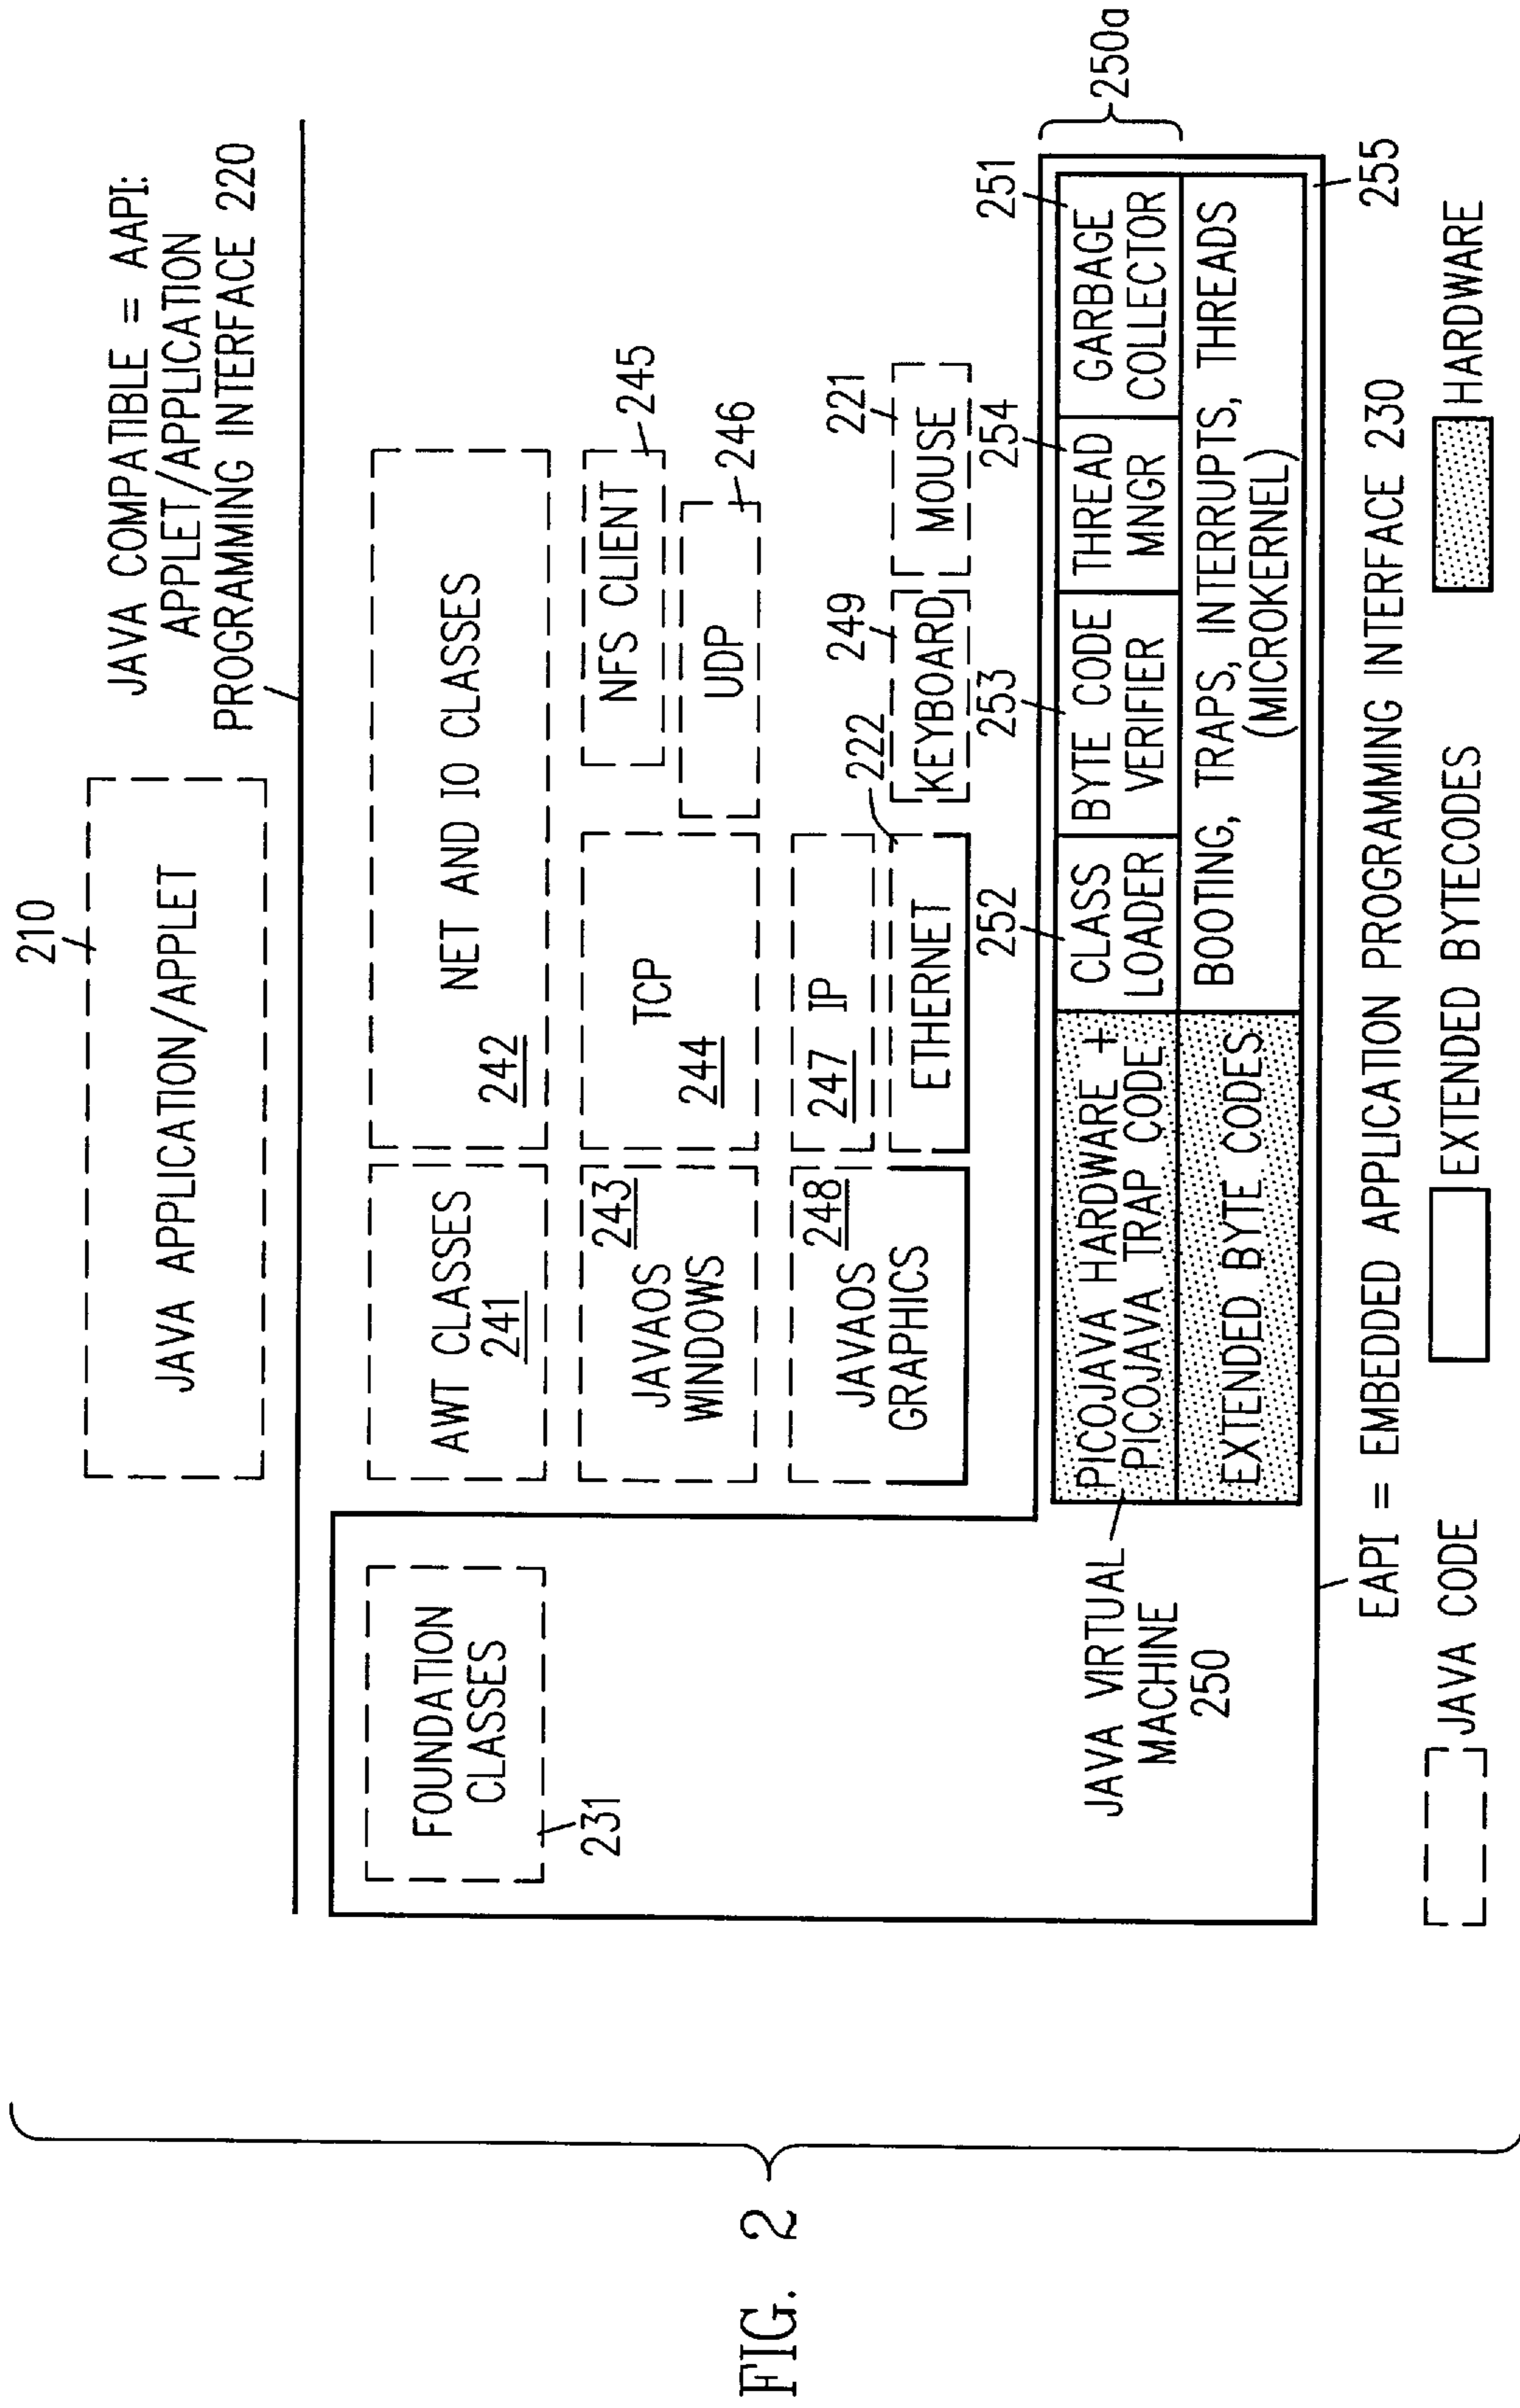 210
JAVA APPLICATION/APPLET
JAVA COMPATIBLE = AAPI:
APPLET/APPLICATION
PROGRAMMING INTERFACE 220
FOUNDATION
CLASSES
231
AWT CLASSES
241
NET AND IO CLASSES
242
JAVAOS
WINDOWS
243
TCP
244
NFS CLIENT
245
UDP
246
JAVAOS
GRAPHICS
248
247 IP
222
ETHERNET
249
KEYBOARD
221
MOUSE
JAVA VIRTUAL
MACHINE
250
PICOJAVA HARDWARE +
PICOJAVA TRAP CODE
EXTENDED BYTE CODES
252
CLASS
LOADER
253
BYTE CODE
VERIFIER
254
THREAD
MNGR
251
GARBAGE
COLLECTOR
250a
BOOTING, TRAPS, INTERRUPTS, THREADS
(MICROKERNEL)
255
EAPI = EMBEDDED APPLICATION PROGRAMMING INTERFACE 230
JAVA CODE
EXTENDED BYTECODES
HARDWARE
FIG. 2